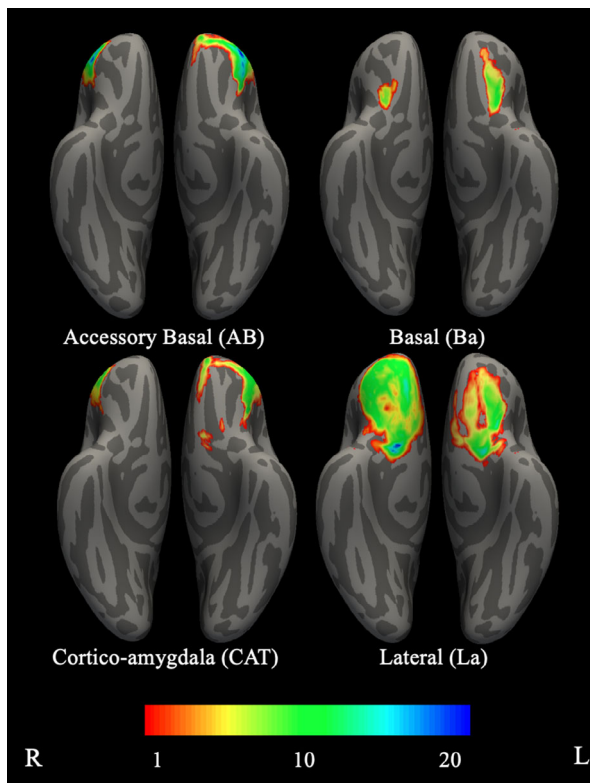 Accessory Basal (AB)
Basal (Ba)
Cortico-amygdala (CAT)
Lateral (La)
R
1
10
20
L